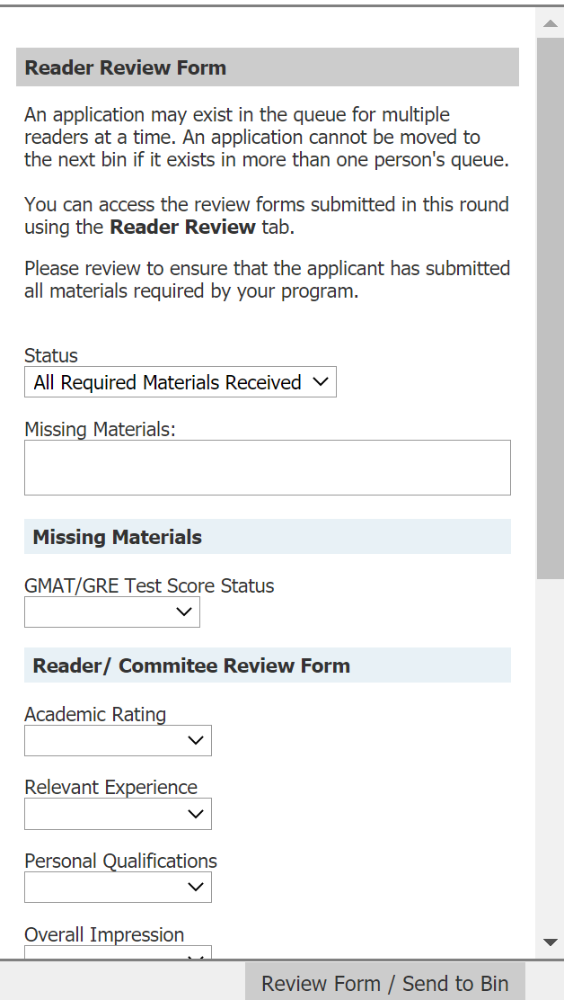 Reader Review Form
An application may exist in the queue for multiple
readers at a time. An application cannot be moved to
the next bin if it exists in more than one person's queue.
You can access the review forms submitted in this round
using the Reader Review tab.
Please review to ensure that the applicant has submitted
all materials required by your program.
Status
All Required Materials Received
Missing Materials:
Missing Materials
GMAT/GRE Test Score Status
Reader/ Commitee Review Form
Academic Rating
Relevant Experience
Personal Qualifications
Overall Impression
Review Form / Send to Bin